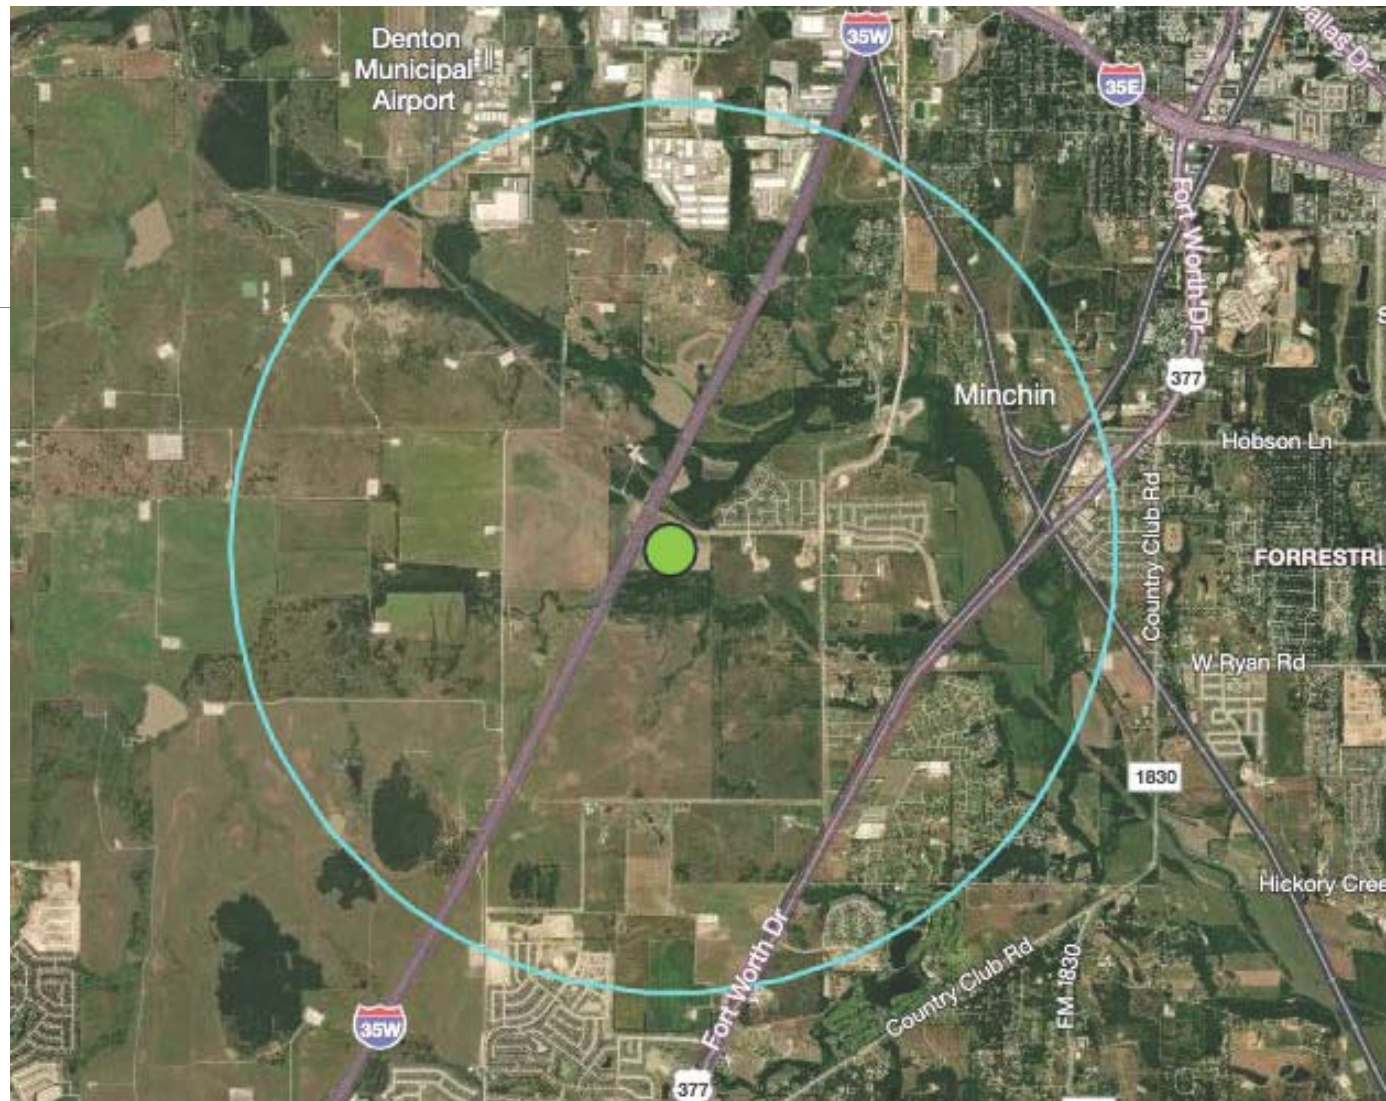 Denton
Municipal
Airport
35W
35E
Dallas Dr
Fort Worth Dr
377
Minchin
Hobson Ln
Country Club Rd
FORRESTRI
W Ryan Rd
1830
Hickory Cree
Fort Worth Dr
Country Club Rd
FM 1830
35W
377
S